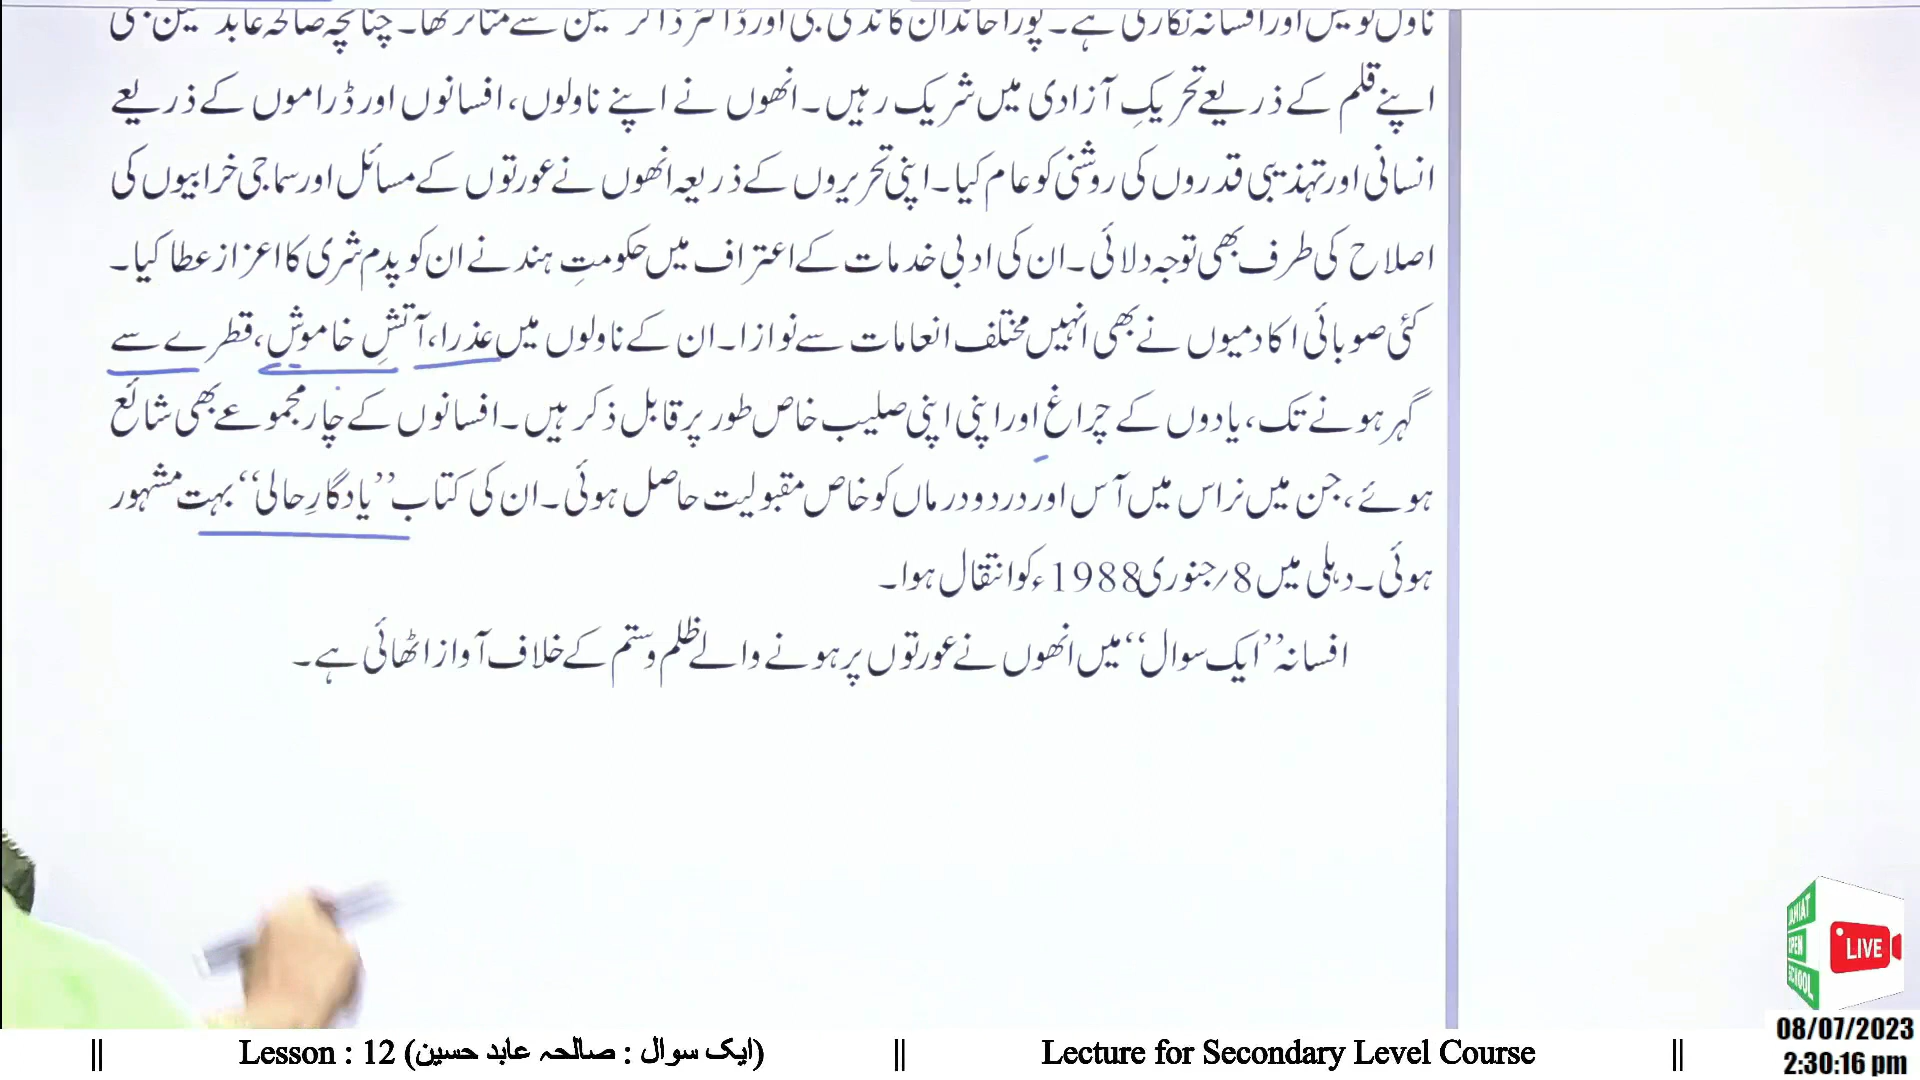 ناول نویس اور افسانہ نگار کی ہے۔ پورا خاندان گاندھی جی اور ڈاکٹر ذاکر حسین سے متاثر تھا۔ چنانچہ صالحہ عابد حسین بھی
اپنے قلم کے ذریعے تحریکِ آزادی میں شریک رہیں۔ انھوں نے اپنے ناولوں، افسانوں اور ڈراموں کے ذریعے
انسانی اور تہذیبی قدروں کی روشنی کو عام کیا۔ اپنی تحریروں کے ذریعہ انھوں نے عورتوں کے مسائل اور سماجی خرابیوں کی
اصلاح کی طرف بھی توجہ دلائی۔ ان کی ادبی خدمات کے اعتراف میں حکومتِ ہند نے ان کو پدم شری کا اعزاز عطا کیا۔
کئی صوبائی اکادمیوں نے بھی انہیں مختلف انعامات سے نوازا۔ ان کے ناولوں میں عذرا، آتشِ خاموش، قطرے سے
گہر ہونے تک، یادوں کے چراغ اور اپنی اپنی صلیب خاص طور پر قابل ذکر ہیں۔ افسانوں کے چار مجموعے بھی شائع
ہوئے، جن میں نراس میں آس اور درد و درماں کو خاص مقبولیت حاصل ہوئی۔ ان کی کتاب ”یادگارِ حالی“ بہت مشہور
ہوئی۔ دہلی میں 8/جنوری 1988ء کو انتقال ہوا۔
افسانہ ”ایک سوال“ میں انھوں نے عورتوں پر ہونے والے ظلم و ستم کے خلاف آواز اٹھائی ہے۔
JAMIAT
OPEN
SCHOOL
LIVE
08/07/2023
2:30:16 pm
|| Lesson : 12 (ایک سوال : صالحہ عابد حسین) || Lecture for Secondary Level Course ||